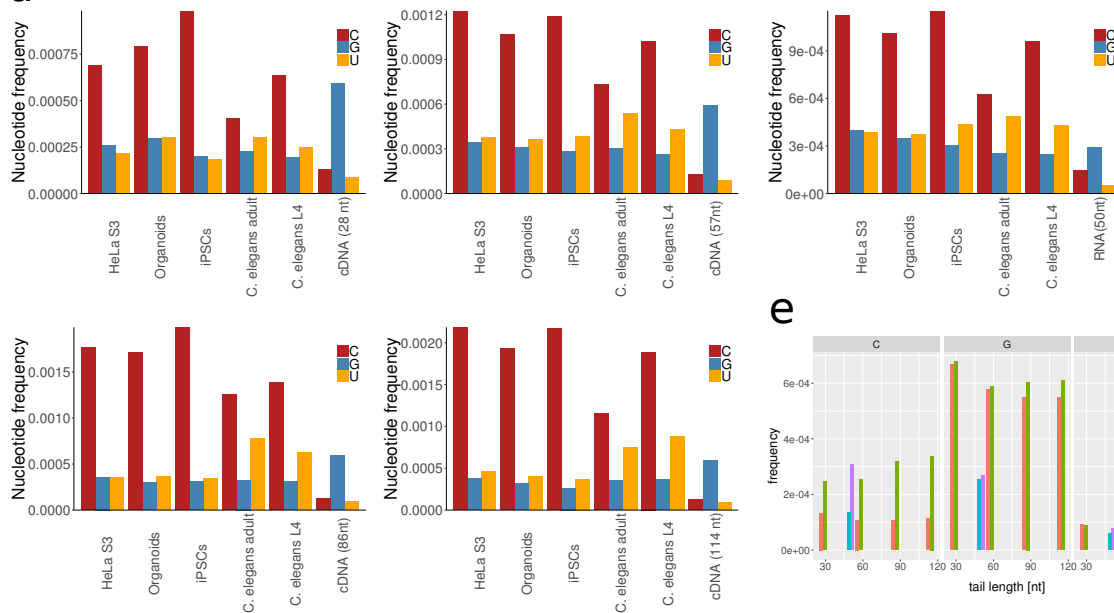 Nucleotide frequency
0.00075
0.00050
0.00025
0.00000
C
G
U
HeLa S3
Organoids
iPSCs
C. elegans adult
C. elegans L4
cDNA (28 nt)
Nucleotide frequency
0.0012
0.0009
0.0006
0.0003
0.0000
C
G
U
HeLa S3
Organoids
iPSCs
C. elegans adult
C. elegans L4
cDNA (57nt)
Nucleotide frequency
9e-04
6e-04
3e-04
0e+00
C
G
U
HeLa S3
Organoids
iPSCs
C. elegans adult
C. elegans L4
RNA(50nt)
Nucleotide frequency
0.0015
0.0010
0.0005
0.0000
C
G
U
HeLa S3
Organoids
iPSCs
C. elegans adult
C. elegans L4
cDNA (86nt)
Nucleotide frequency
0.0020
0.0015
0.0010
0.0005
0.0000
C
G
U
HeLa S3
Organoids
iPSCs
C. elegans adult
C. elegans L4
cDNA (114 nt)
e
C
G
frequency
6e-04
4e-04
2e-04
0e+00
30 60 90 120 30 60 90 120 30
tail length [nt]